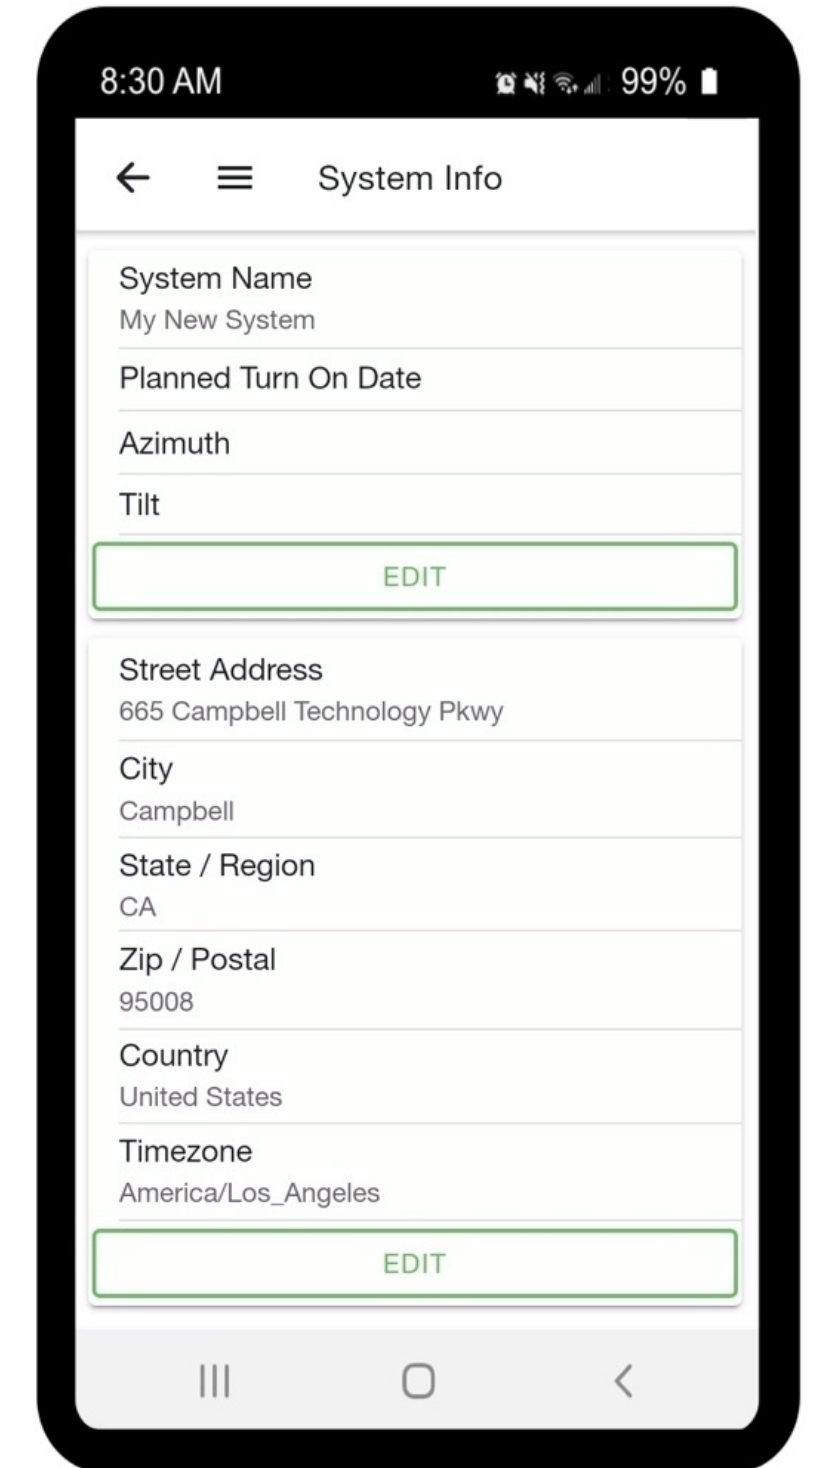 8:30 AM 99%
System Info
System Name
My New System
Planned Turn On Date
Azimuth
Tilt
EDIT
Street Address
665 Campbell Technology Pkwy
City
Campbell
State / Region
CA
Zip / Postal
95008
Country
United States
Timezone
America/Los_Angeles
EDIT